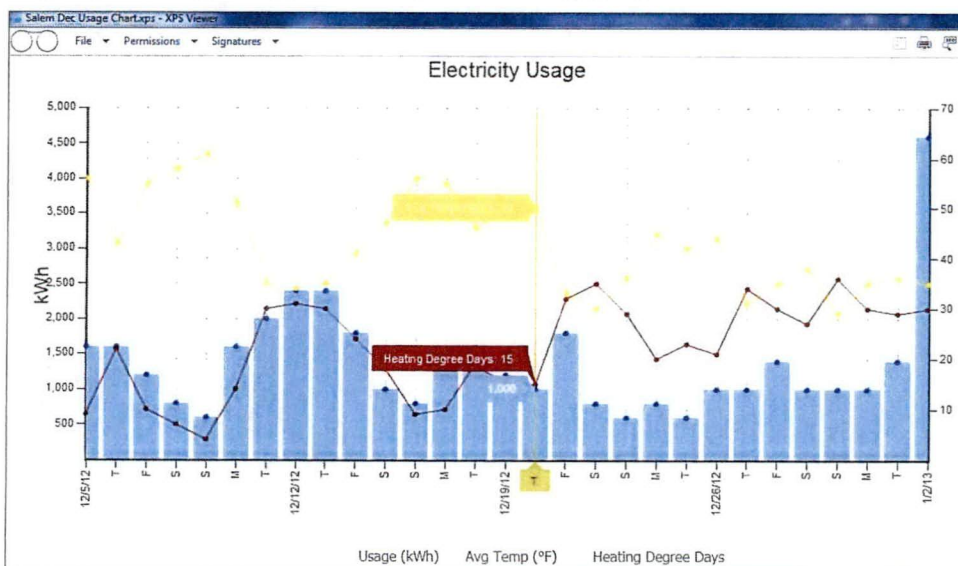 Salem Dec Usage Chart.xps - XPS Viewer
File Permissions Signatures
Electricity Usage
5,000
4,500
4,000
3,500
3,000
2,500
2,000
1,500
1,000
500
kWh
70
60
50
40
30
20
10
Heating Degree Days: 15
1,000
12/5/12 T F S S M T 12/12/12 T F S S M T 12/19/12 T F S S M T 12/26/12 T F S S M T 1/2/13
Usage (kWh) Avg Temp (°F) Heating Degree Days